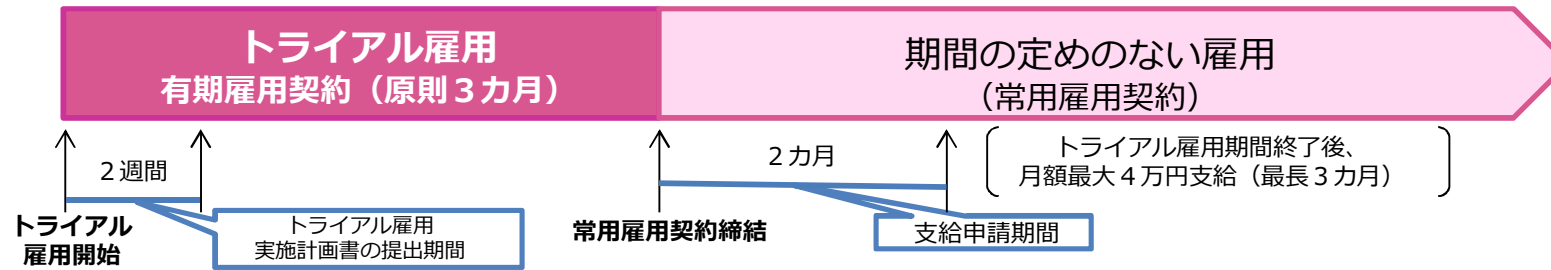 トライアル雇用
有期雇用契約（原則３カ月）
期間の定めのない雇用
（常用雇用契約）
２週間
２カ月
トライアル雇用期間終了後、
月額最大４万円支給（最長３カ月）
トライアル
雇用開始
トライアル雇用
実施計画書の提出期間
常用雇用契約締結
支給申請期間